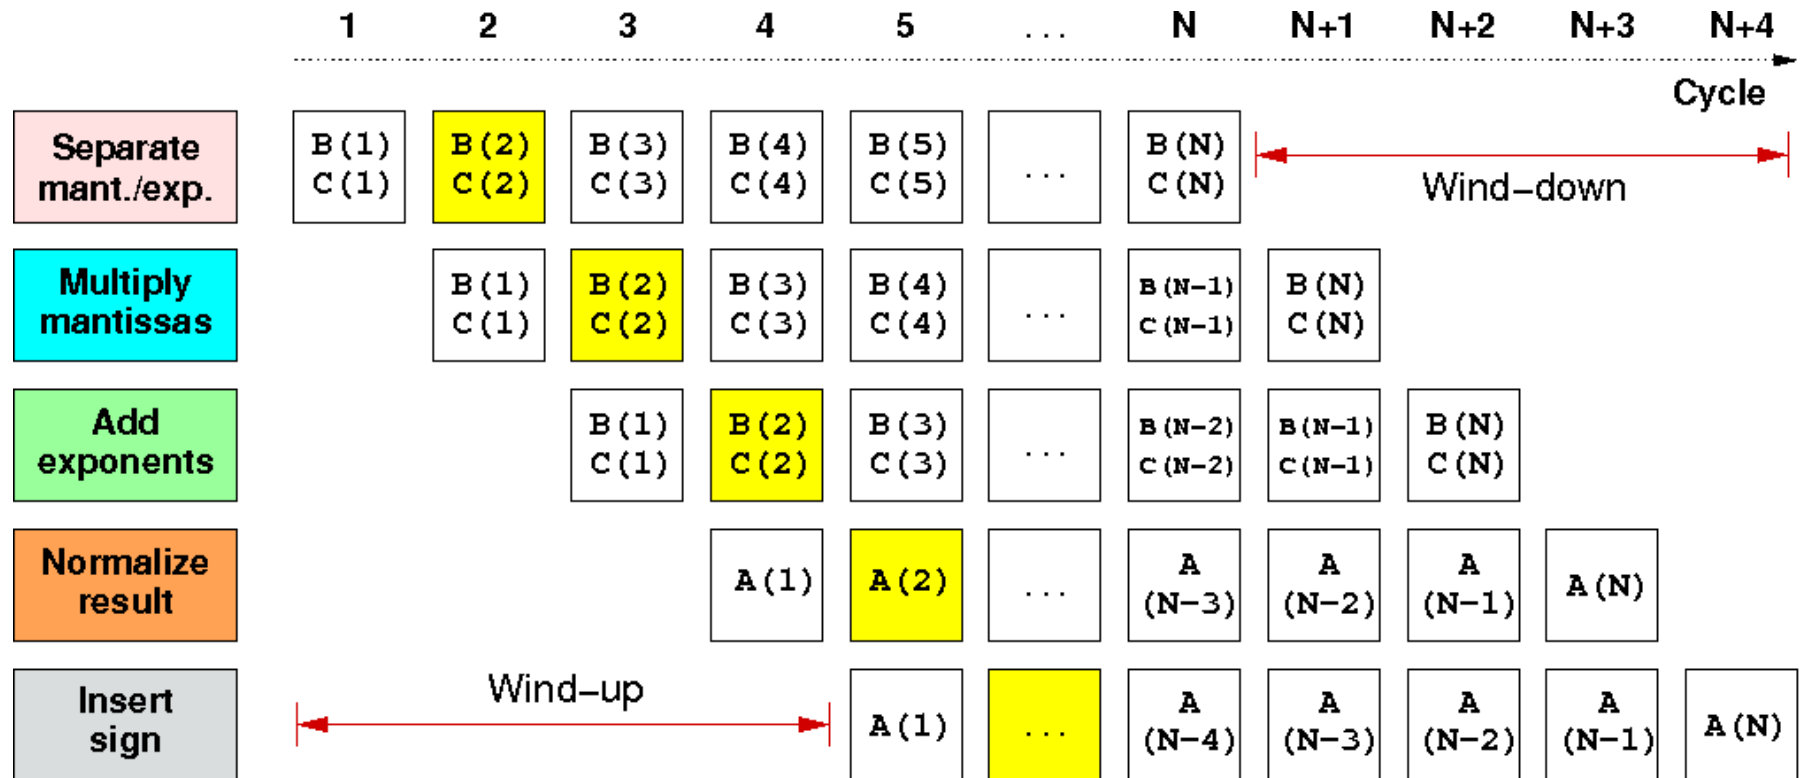 1 2 3 4 5 ... N N+1 N+2 N+3 N+4
Cycle
Separate
mant./exp.
B(1) B(2) B(3) B(4) B(5) ... B(N)
C(1) C(2) C(3) C(4) C(5) C(N)
Wind-down
Multiply
mantissas
B(1) B(2) B(3) B(4) ... B(N-1) B(N)
C(1) C(2) C(3) C(4) C(N-1) C(N)
Add
exponents
B(1) B(2) B(3) ... B(N-2) B(N-1) B(N)
C(1) C(2) C(3) C(N-2) C(N-1) C(N)
Normalize
result
A(1) A(2) ... A A A A(N)
(N-3) (N-2) (N-1)
Insert
sign
Wind-up
A(1) ... A A A A A(N)
(N-4) (N-3) (N-2) (N-1)